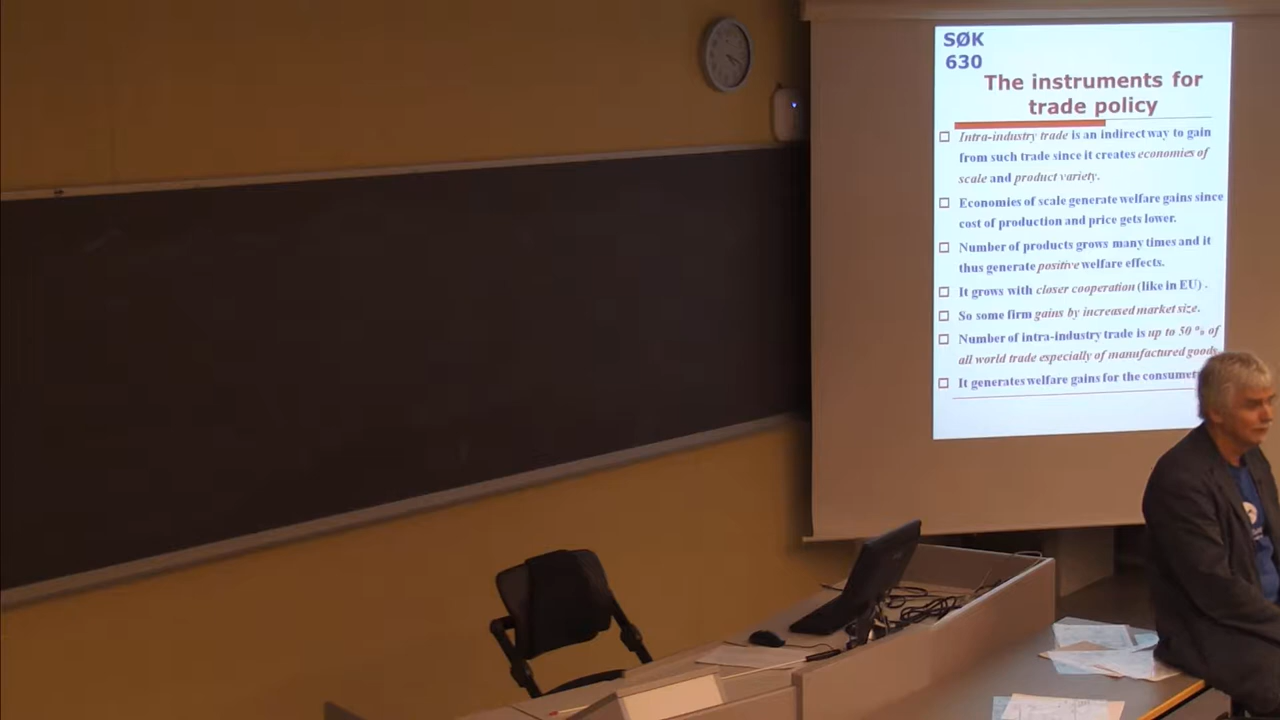 SØK
630
The instruments for
trade policy
Intra-industry trade is an indirect way to gain
from such trade since it creates economies of
scale and product variety.
Economies of scale generate welfare gains since
cost of production and price gets lower.
Number of products grows many times and it
thus generate positive welfare effects.
It grows with closer cooperation (like in EU) .
So some firm gains by increased market size.
Number of intra-industry trade is up to 50 % of
all world trade especially of manufactured goods
It generates welfare gains for the consumer